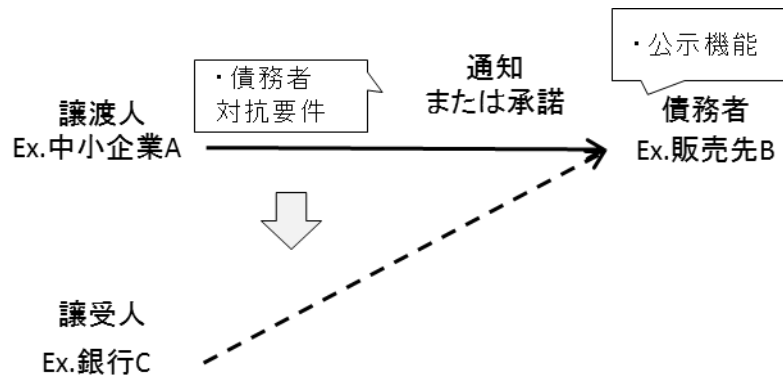 ・公示機能
・債務者
対抗要件
通知
または承諾
譲渡人
Ex.中小企業A
債務者
Ex.販売先B
譲受人
Ex.銀行C